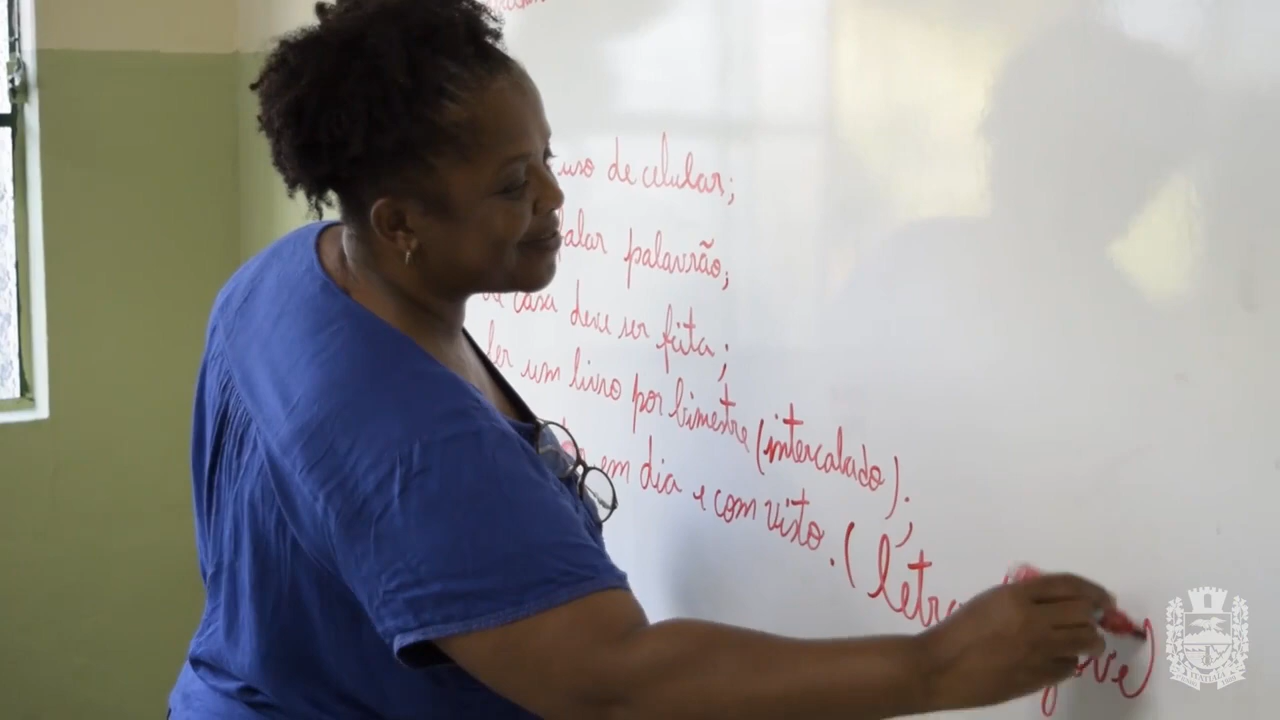 uso de celular;
falar palavrão;
de casa deve ser feita;
ler um livro por bimestre (intercalado);
em dia e com visto. (letra